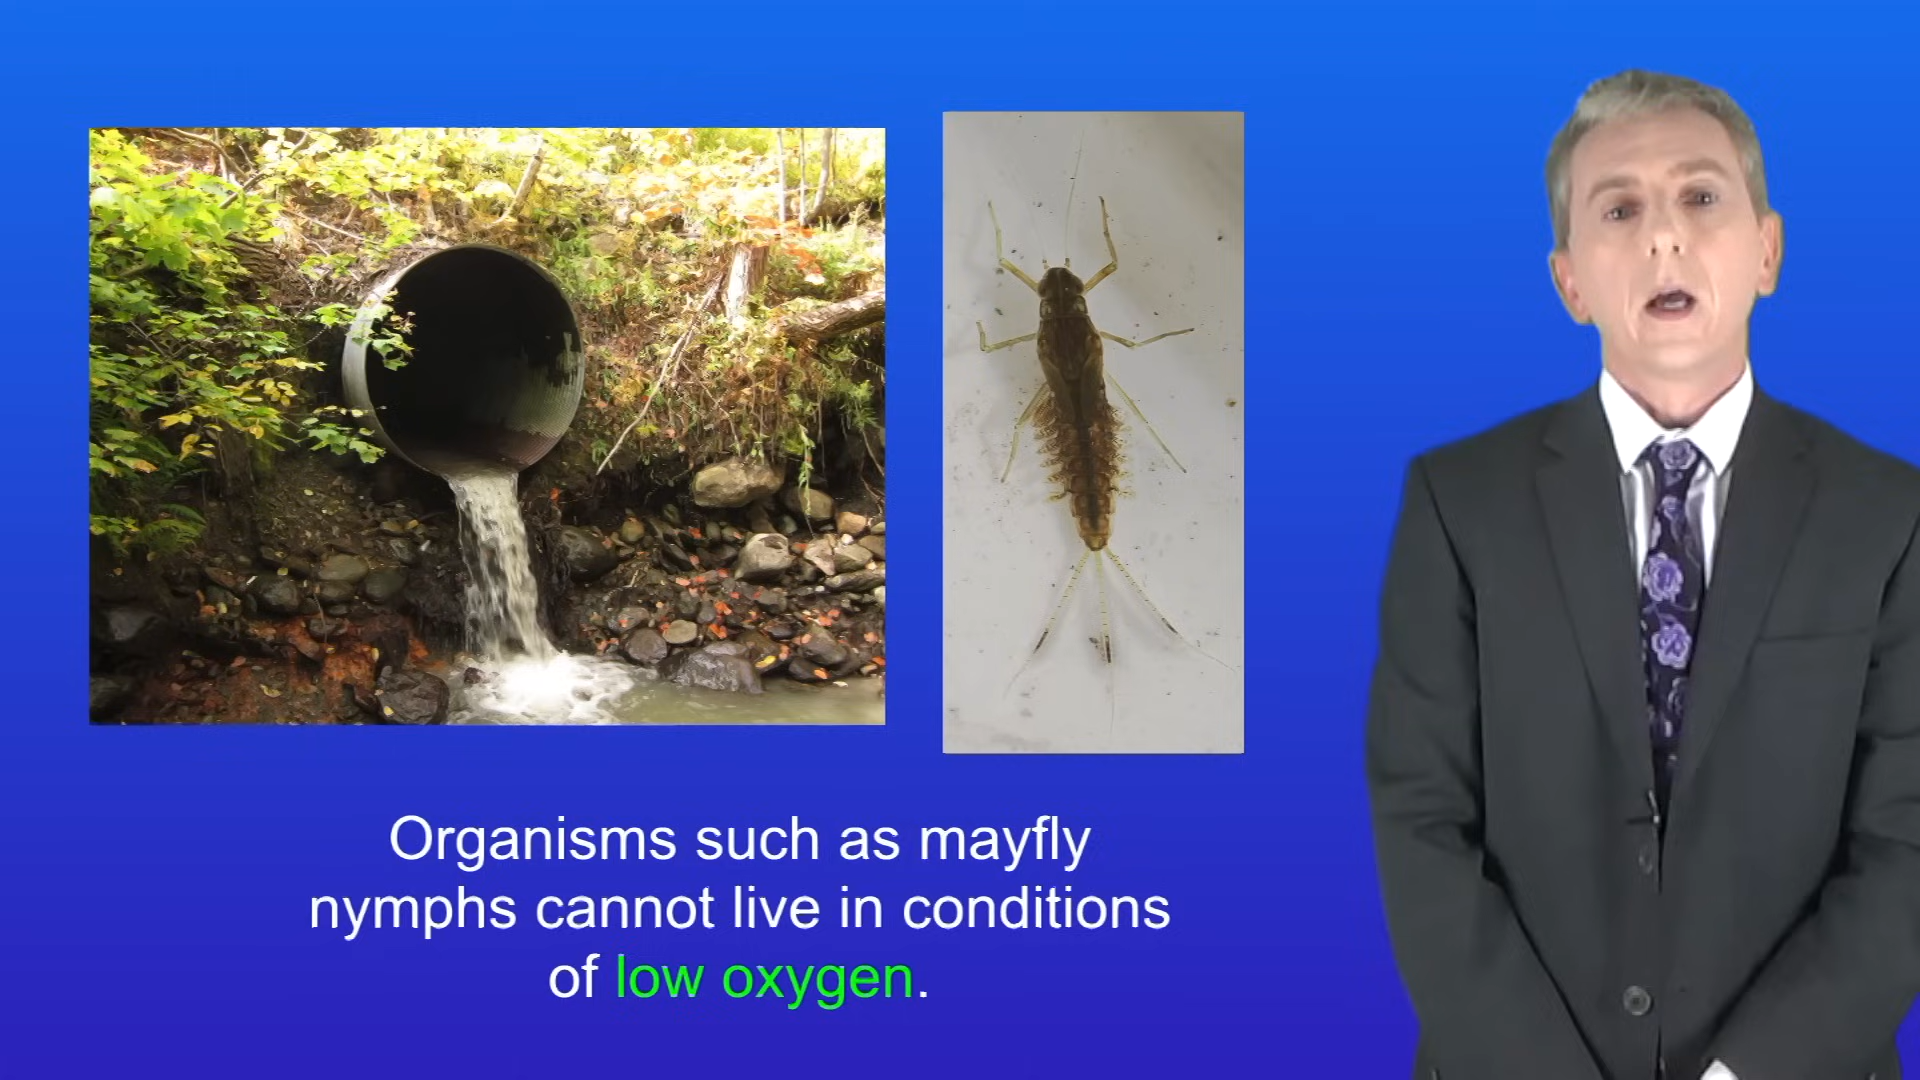 Organisms such as mayfly
nymphs cannot live in conditions
of low oxygen.